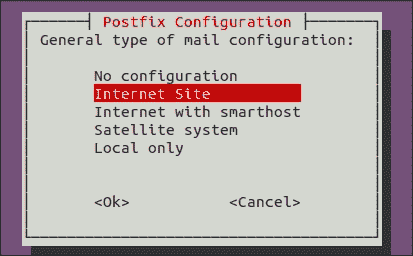 Postfix Configuration
General type of mail configuration:
No configuration
Internet Site
Internet with smarthost
Satellite system
Local only
<Ok> <Cancel>